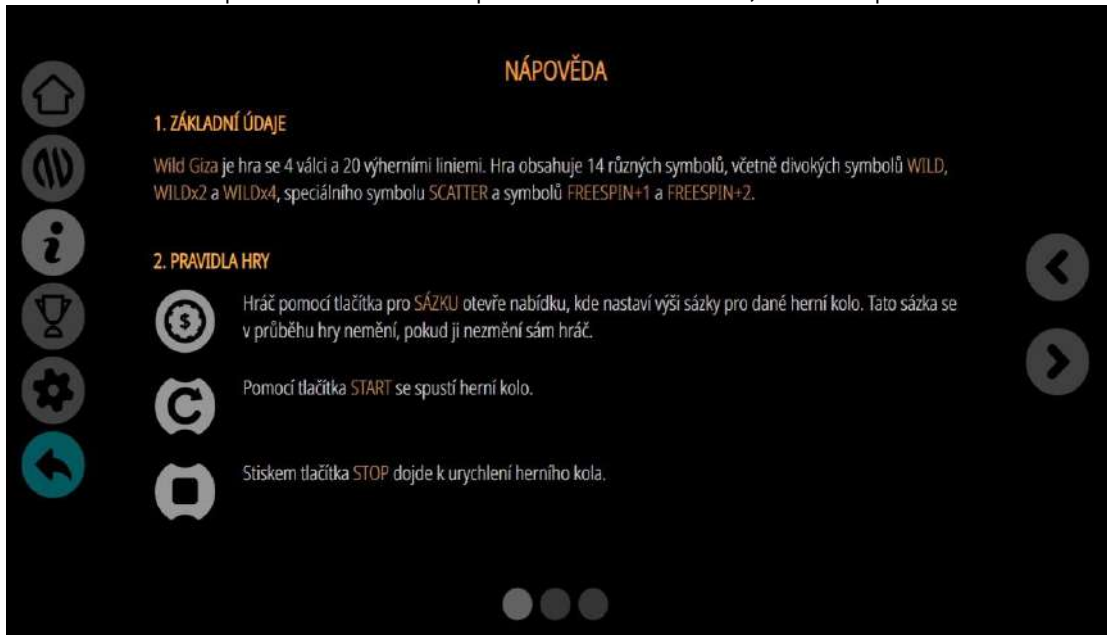 NÁPOVĚDA
1. ZÁKLADNÍ ÚDAJE
Wild Giza je hra se 4 válci a 20 výherními liniemi. Hra obsahuje 14 různých symbolů, včetně divokých symbolů WILD,
WILDx2 a WILDx4, speciálního symbolu SCATTER a symbolů FREESPIN+1 a FREESPIN+2.
2. PRAVIDLA HRY
Hráč pomocí tlačítka pro SÁZKU otevře nabídku, kde nastaví výši sázky pro dané herní kolo. Tato sázka se
v průběhu hry nemění, pokud ji nezmění sám hráč.
Pomocí tlačítka START se spustí herní kolo.
Stiskem tlačítka STOP dojde k urychlení herního kola.